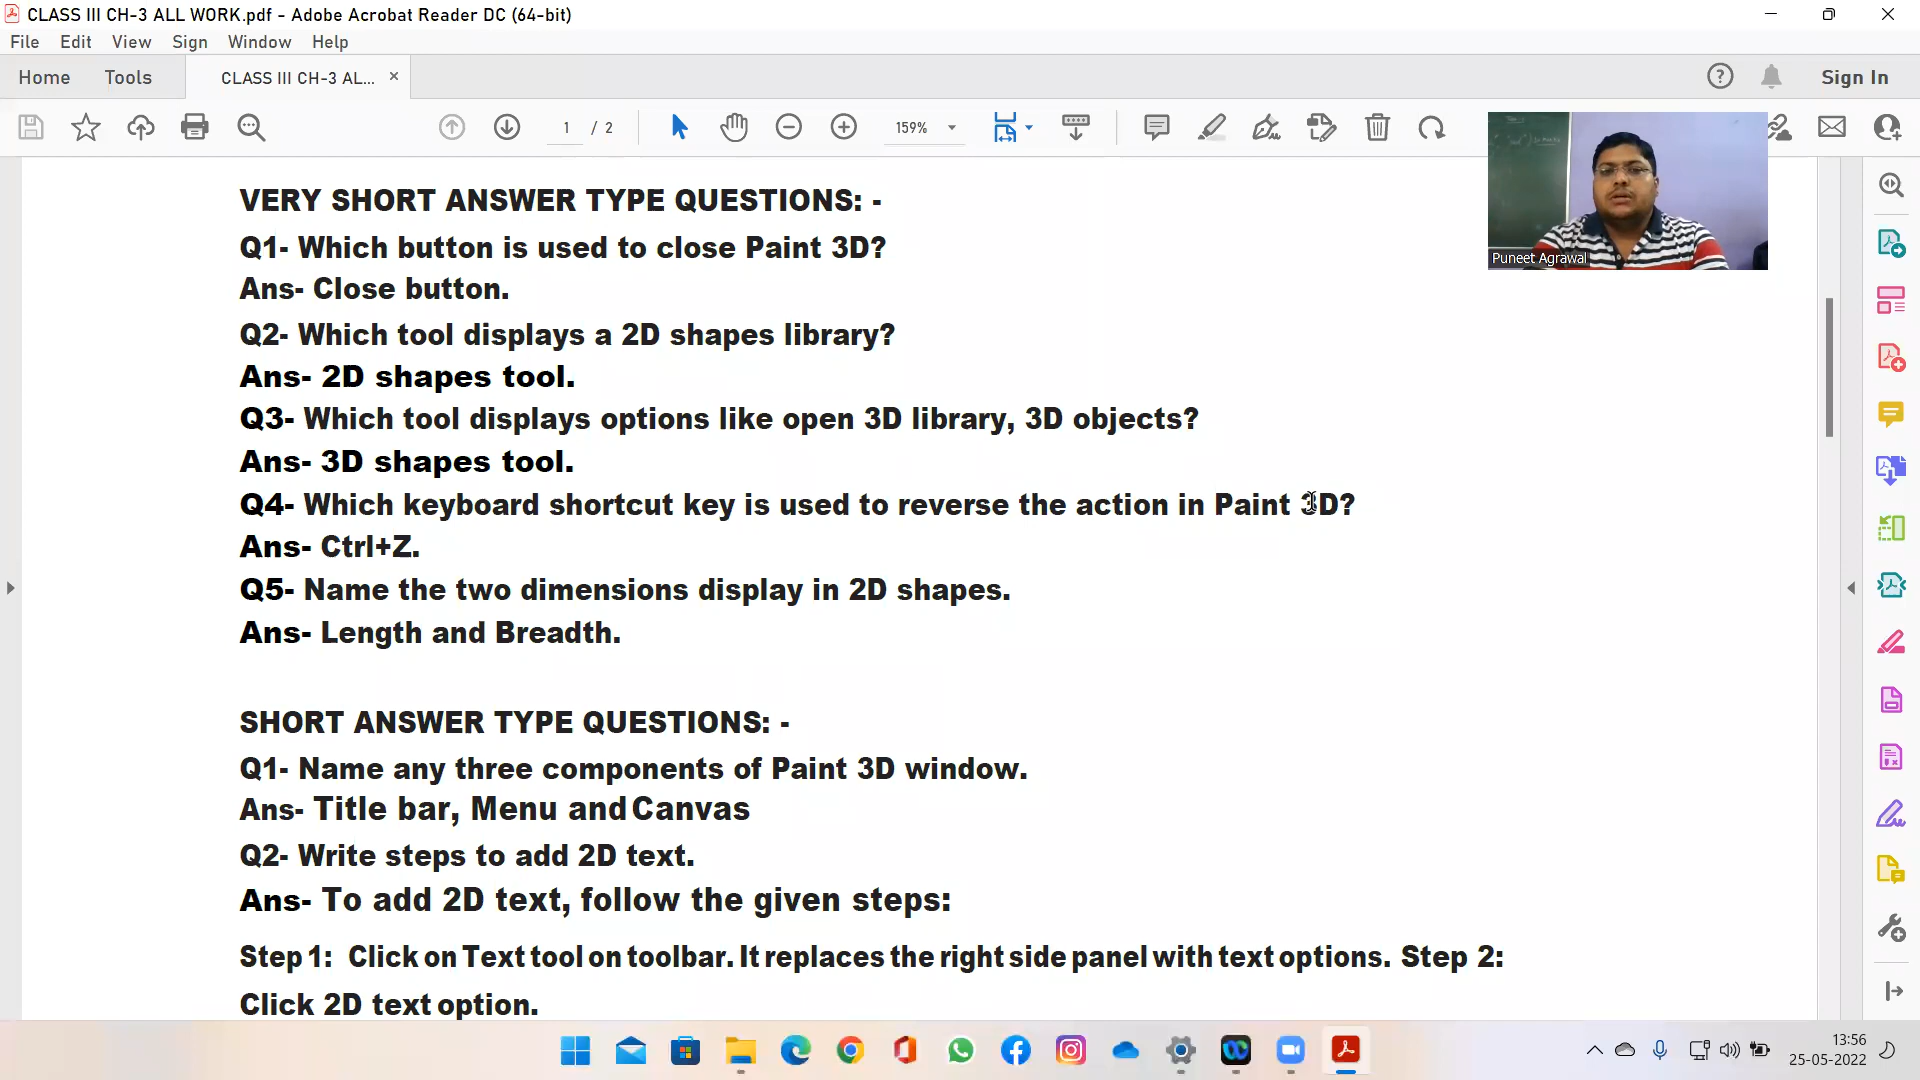 CLASS III CH-3 ALL WORK.pdf - Adobe Acrobat Reader DC (64-bit)
File Edit View Sign Window Help
Home Tools CLASS III CH-3 AL... × Sign In
1 / 2 159%
Puneet Agrawal
VERY SHORT ANSWER TYPE QUESTIONS: -
Q1- Which button is used to close Paint 3D?
Ans- Close button.
Q2- Which tool displays a 2D shapes library?
Ans- 2D shapes tool.
Q3- Which tool displays options like open 3D library, 3D objects?
Ans- 3D shapes tool.
Q4- Which keyboard shortcut key is used to reverse the action in Paint 3D?
Ans- Ctrl+Z.
Q5- Name the two dimensions display in 2D shapes.
Ans- Length and Breadth.
SHORT ANSWER TYPE QUESTIONS: -
Q1- Name any three components of Paint 3D window.
Ans- Title bar, Menu and Canvas
Q2- Write steps to add 2D text.
Ans- To add 2D text, follow the given steps:
Step 1: Click on Text tool on toolbar. It replaces the right side panel with text options. Step 2:
Click 2D text option.
13:56
25-05-2022